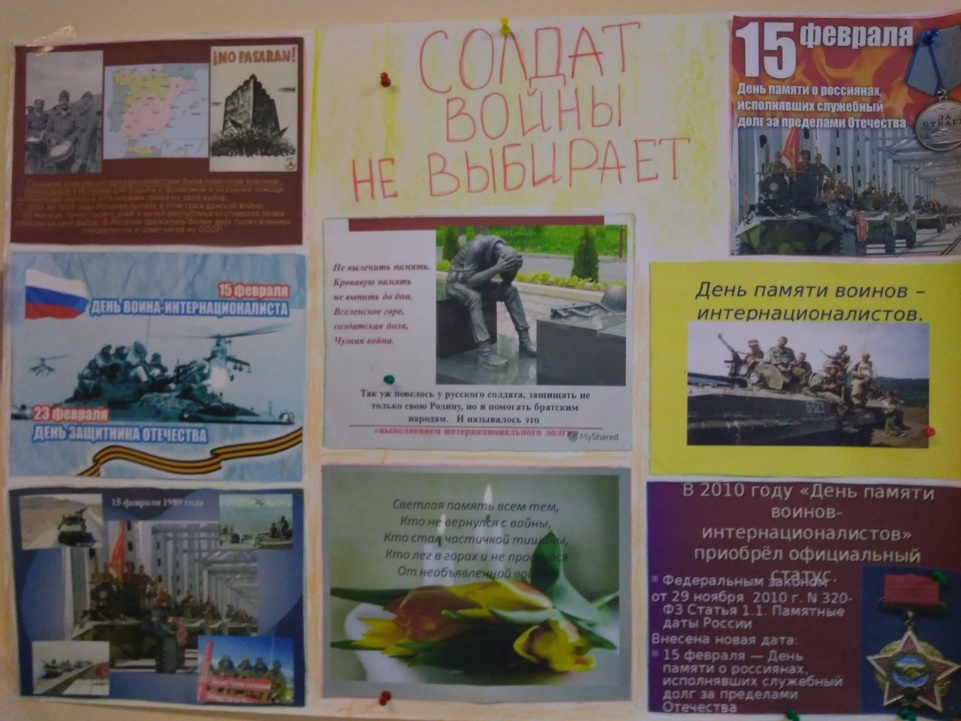 СОЛДАТ
ВОЙНЫ
НЕ ВЫБИРАЕТ
¡NO PASARAN!
15 февраля
ДЕНЬ ВОИНА-ИНТЕРНАЦИОНАЛИСТА
23 февраля
ДЕНЬ ЗАЩИТНИКА ОТЕЧЕСТВА
15 февраля 1989 года
Не вылечить память.
Кровавую память
не выпить до дна.
Вселенское горе,
солдатская доля,
Чужая война.
Так уж повелось у русского солдата, защищать не
только свою Родину, но и помогать братским
народам. И называлось это
«выполнением интернационального долга»
MyShared
Светлая память всем тем,
Кто не вернулся с войны,
Кто стал частичкой тишины,
Кто лег в горах и не проснулся
От необъявленной
15 февраля
День памяти о россиянах,
исполнявших служебный
долг за пределами Отечества
ЗА
ОТВАГУ
День памяти воинов –
интернационалистов.
В 2010 году «День памяти
воинов-
интернационалистов»
приобрёл официальный
статус.
Федеральным законом
от 29 ноября 2010 г. N 320-
ФЗ Статья 1.1. Памятные
даты России
Внесена новая дата:
15 февраля — День
памяти о россиянах,
исполнявших служебный
долг за пределами
Отечества